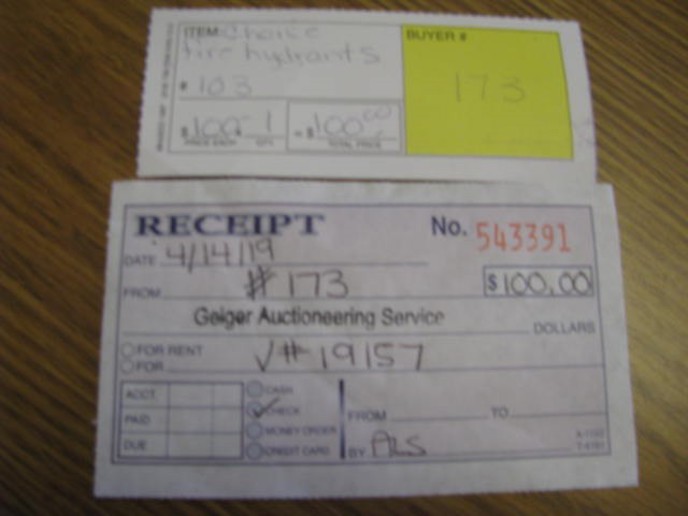 ITEM: Choice
fire hydrants
# 103
$ 100.- 1 = $ 100.00
PRICE EACH QTY. TOTAL PRICE
BUYER #
173
RECEIPT No. 543391
DATE 4/14/19
FROM #173 $ 100.00
Geiger Auctioneering Service
DOLLARS
FOR RENT
FOR √# 19157
ACCT.
PAID
DUE
CASH
CHECK
MONEY ORDER
CREDIT CARD
FROM TO
BY ALS